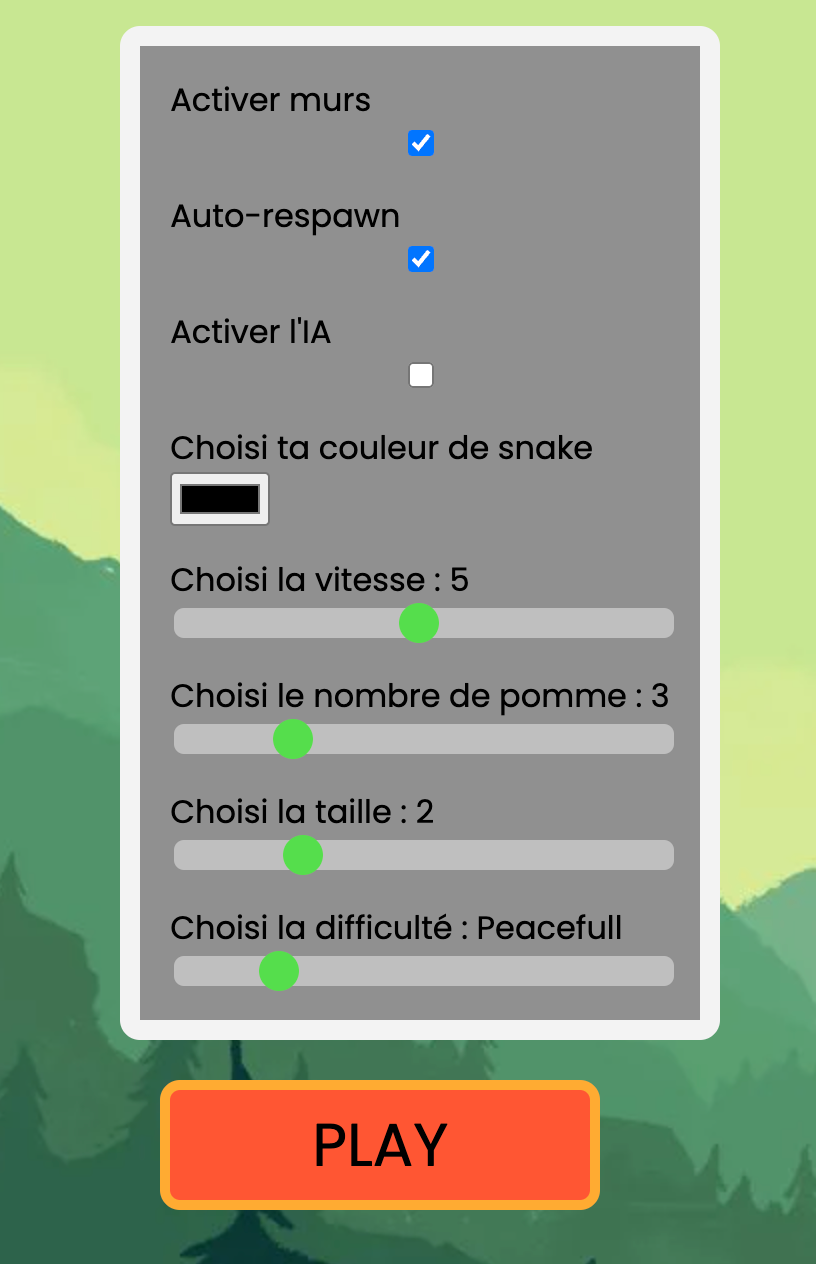 Activer murs
Auto-respawn
Activer l'IA
Choisi ta couleur de snake
Choisi la vitesse : 5
Choisi le nombre de pomme : 3
Choisi la taille : 2
Choisi la difficulté : Peacefull
PLAY